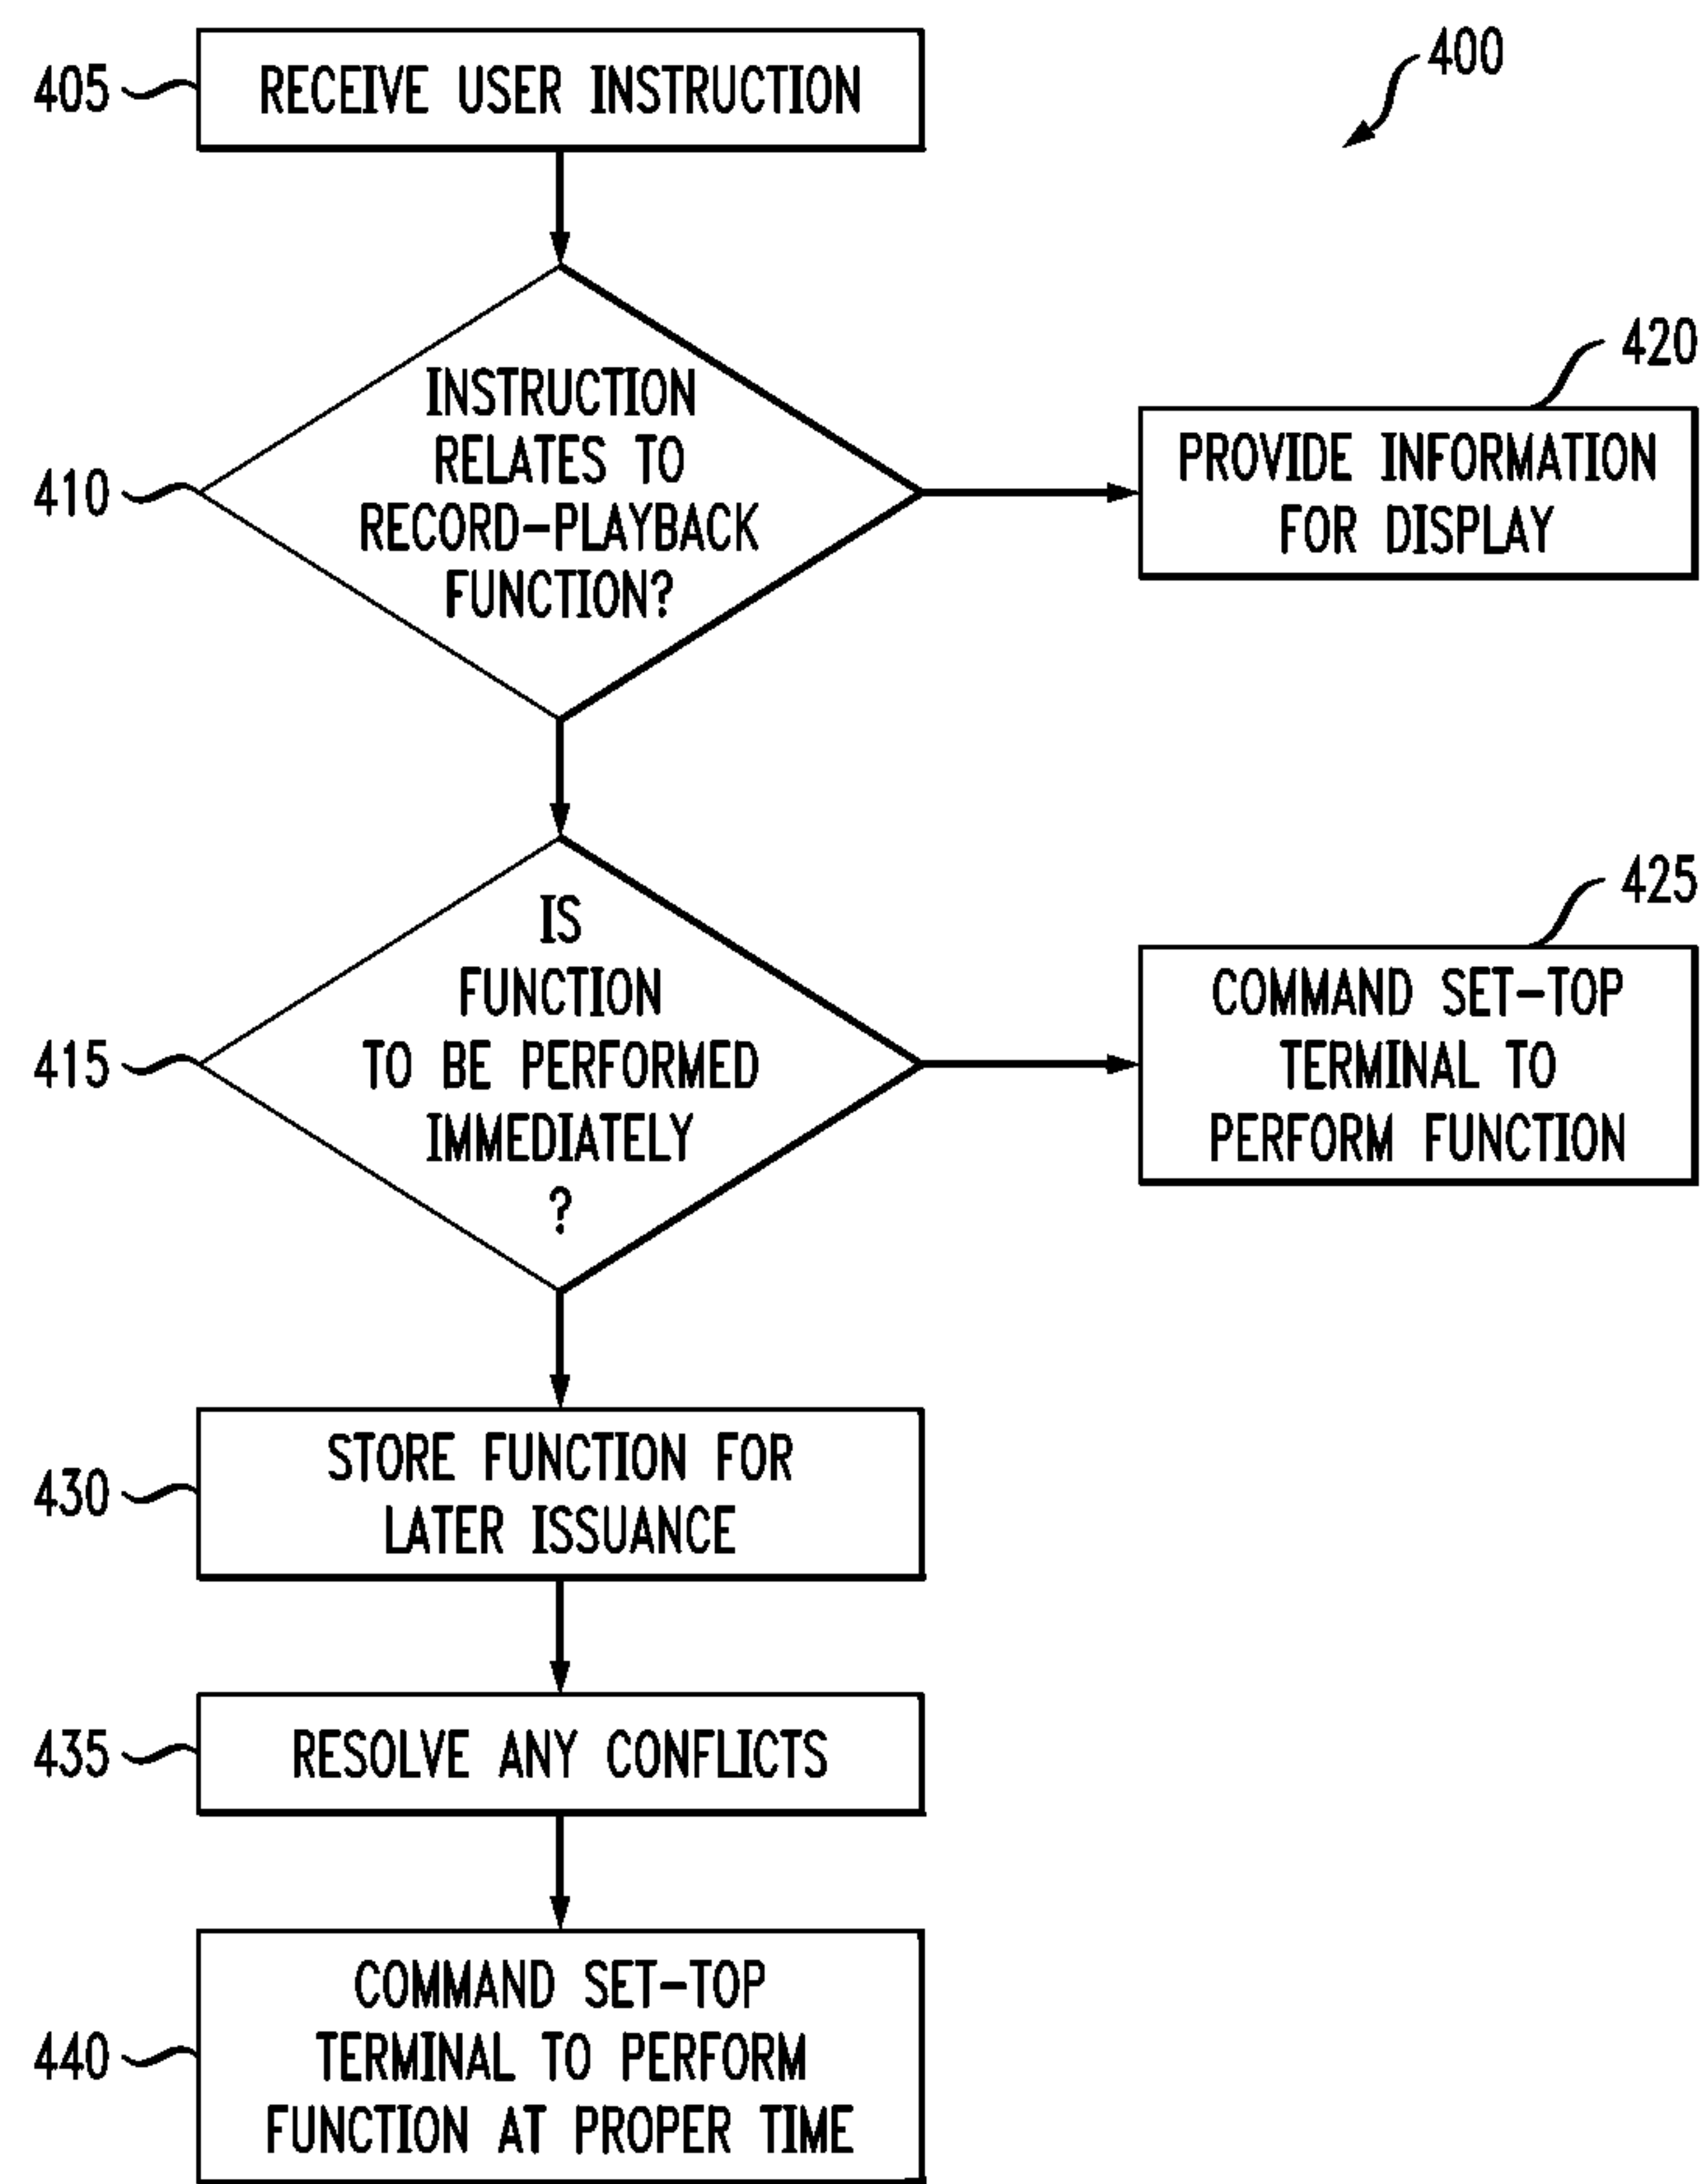 400
405
RECEIVE USER INSTRUCTION
410
INSTRUCTION
RELATES TO
RECORD-PLAYBACK
FUNCTION?
420
PROVIDE INFORMATION
FOR DISPLAY
415
IS
FUNCTION
TO BE PERFORMED
IMMEDIATELY
?
425
COMMAND SET-TOP
TERMINAL TO
PERFORM FUNCTION
430
STORE FUNCTION FOR
LATER ISSUANCE
435
RESOLVE ANY CONFLICTS
440
COMMAND SET-TOP
TERMINAL TO PERFORM
FUNCTION AT PROPER TIME